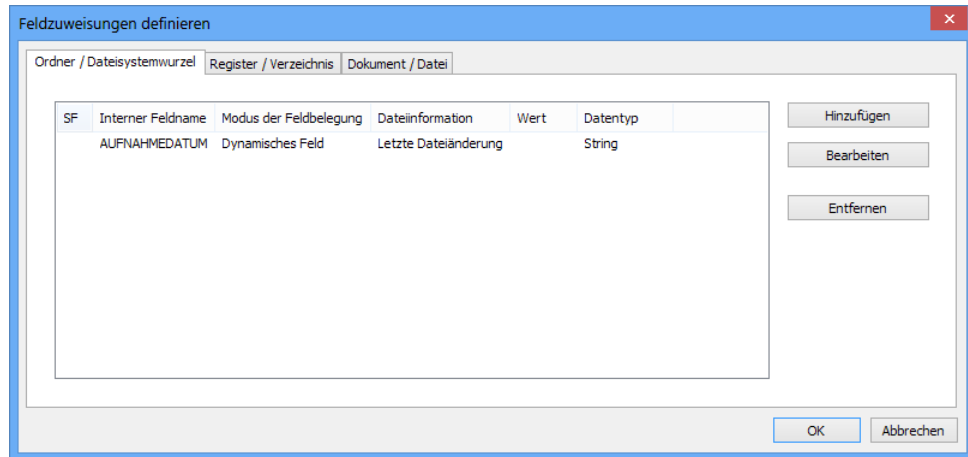 Feldzuweisungen definieren
Ordner / Dateisystemwurzel Register / Verzeichnis Dokument / Datei
SF Interner Feldname Modus der Feldbelegung Dateiinformation Wert Datentyp
AUFNAHMEDATUM Dynamisches Feld Letzte Dateiänderung String
Hinzufügen
Bearbeiten
Entfernen
OK Abbrechen